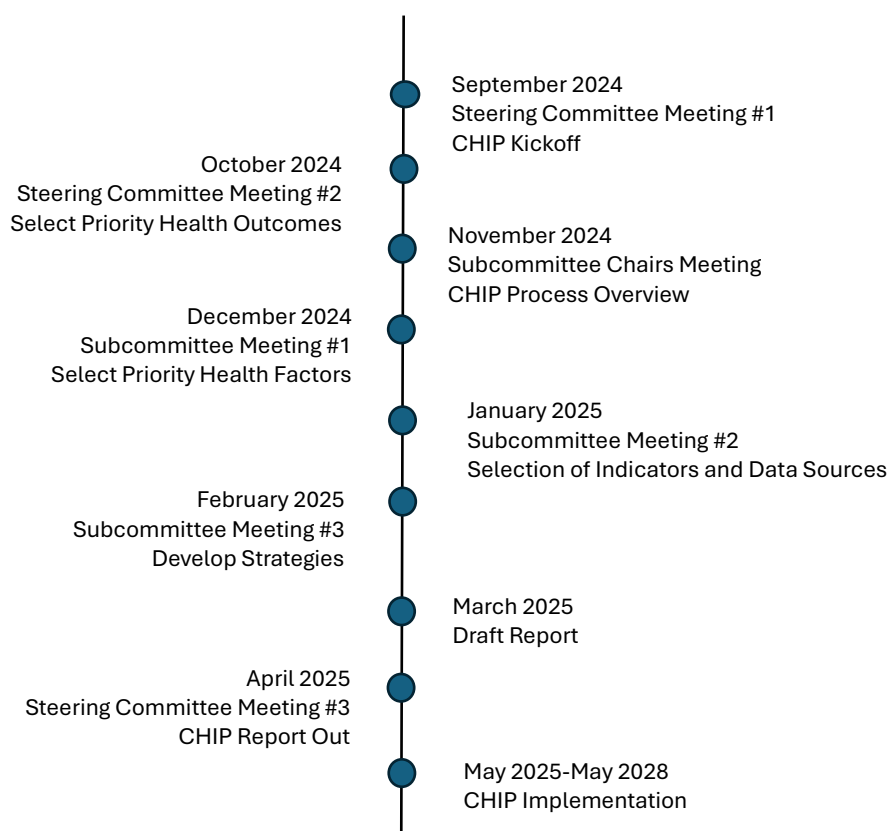 September 2024
Steering Committee Meeting #1
CHIP Kickoff
October 2024
Steering Committee Meeting #2
Select Priority Health Outcomes
November 2024
Subcommittee Chairs Meeting
CHIP Process Overview
December 2024
Subcommittee Meeting #1
Select Priority Health Factors
January 2025
Subcommittee Meeting #2
Selection of Indicators and Data Sources
February 2025
Subcommittee Meeting #3
Develop Strategies
March 2025
Draft Report
April 2025
Steering Committee Meeting #3
CHIP Report Out
May 2025-May 2028
CHIP Implementation